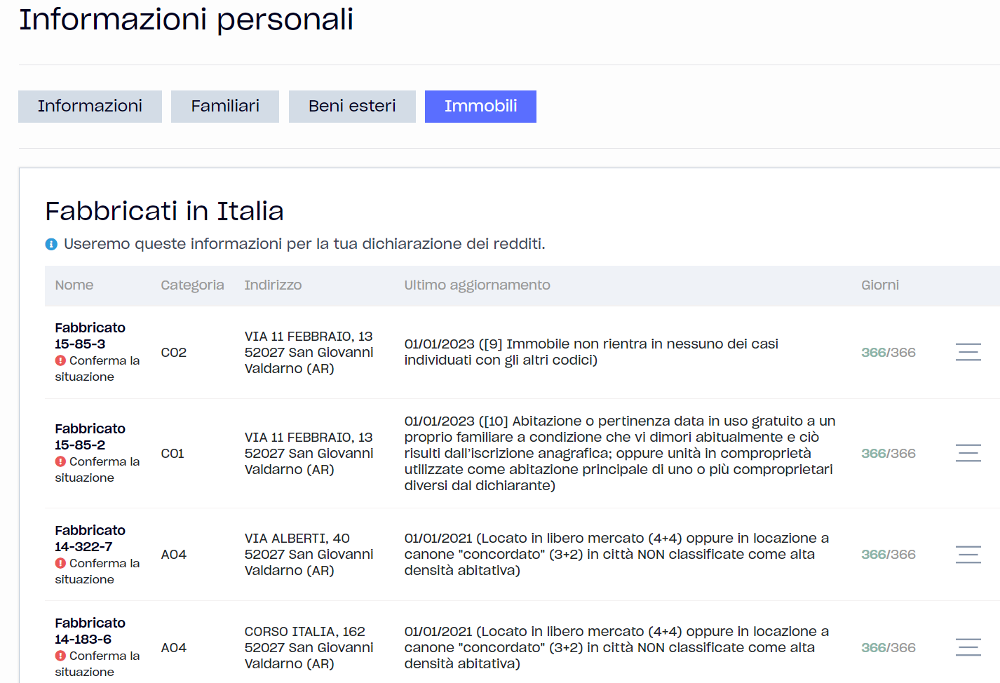 Informazioni personali
Informazioni Familiari Beni esteri Immobili
Fabbricati in Italia
Useremo queste informazioni per la tua dichiarazione dei redditi.
Nome Categoria Indirizzo Ultimo aggiornamento Giorni
Fabbricato
15-85-3
Conferma la
situazione
C02
VIA 11 FEBBRAIO, 13
52027 San Giovanni
Valdarno (AR)
01/01/2023 ([9] Immobile non rientra in nessuno dei casi
individuati con gli altri codici)
366/366
Fabbricato
15-85-2
Conferma la
situazione
C01
VIA 11 FEBBRAIO, 13
52027 San Giovanni
Valdarno (AR)
01/01/2023 ([10] Abitazione o pertinenza data in uso gratuito a un
proprio familiare a condizione che vi dimori abitualmente e ciò
risulti dall’iscrizione anagrafica; oppure unità in comproprietà
utilizzate come abitazione principale di uno o più comproprietari
diversi dal dichiarante)
366/366
Fabbricato
14-322-7
Conferma la
situazione
A04
VIA ALBERTI, 40
52027 San Giovanni
Valdarno (AR)
01/01/2021 (Locato in libero mercato (4+4) oppure in locazione a
canone "concordato" (3+2) in città NON classificate come alta
densità abitativa)
366/366
Fabbricato
14-183-6
Conferma la
situazione
A04
CORSO ITALIA, 162
52027 San Giovanni
Valdarno (AR)
01/01/2021 (Locato in libero mercato (4+4) oppure in locazione a
canone "concordato" (3+2) in città NON classificate come alta
densità abitativa)
366/366